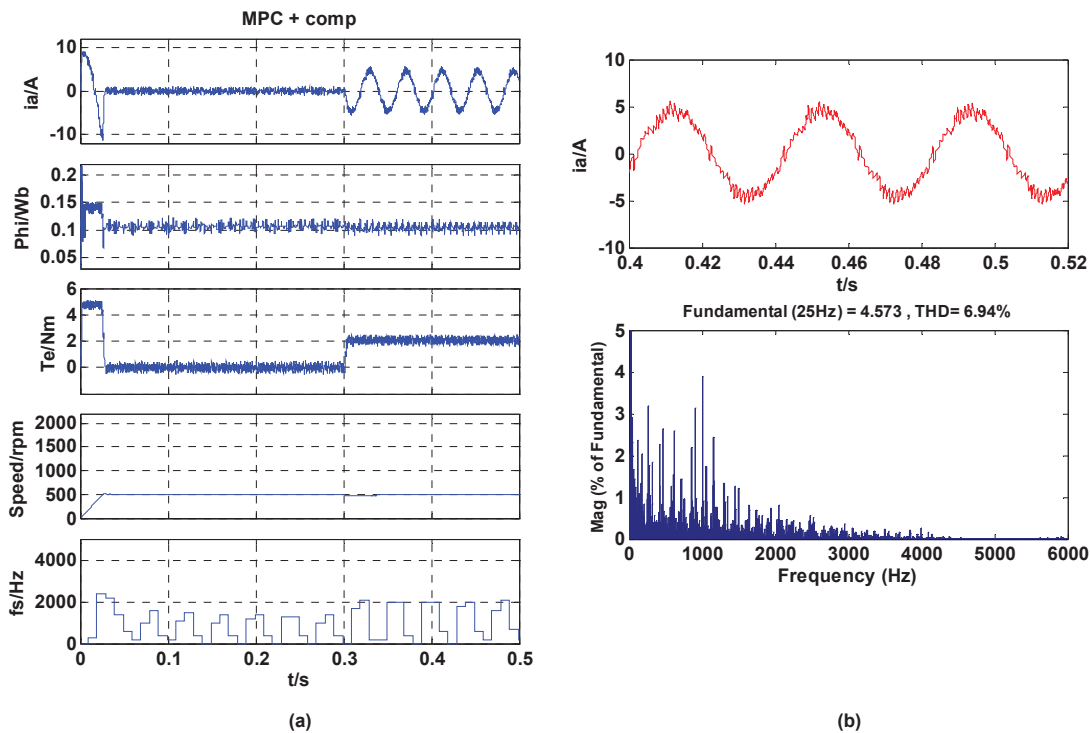 MPC + comp
10
0
-10
ia/A
0.2
0.15
0.1
0.05
Phi/Wb
6
4
2
0
Te/Nm
2000
1500
1000
500
0
Speed/rpm
4000
2000
0
fs/Hz
0 0.1 0.2 0.3 0.4 0.5
t/s
(a)
10
5
0
-5
-10
ia/A
0.4 0.42 0.44 0.46 0.48 0.5 0.52
t/s
Fundamental (25Hz) = 4.573 , THD= 6.94%
5
4
3
2
1
0
Mag (% of Fundamental)
0 1000 2000 3000 4000 5000 6000
Frequency (Hz)
(b)